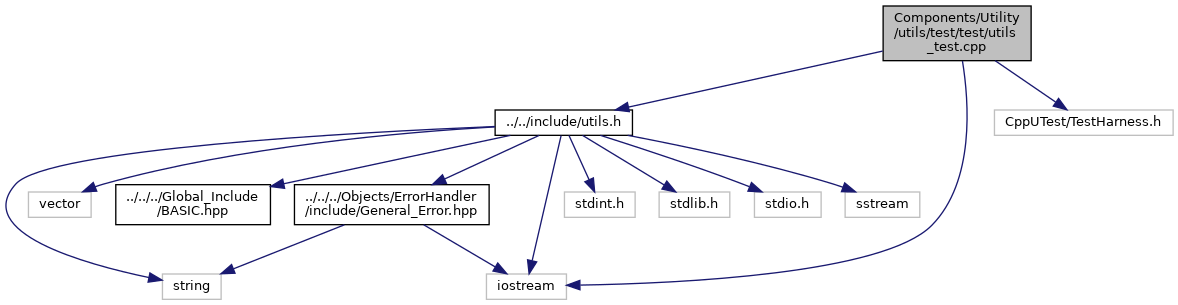 Components/Utility
/utils/test/test/utils
_test.cpp
../../include/utils.h
CppUTest/TestHarness.h
vector
../../../Global_Include
/BASIC.hpp
../../../Objects/ErrorHandler
/include/General_Error.hpp
stdint.h
stdlib.h
stdio.h
sstream
string
iostream